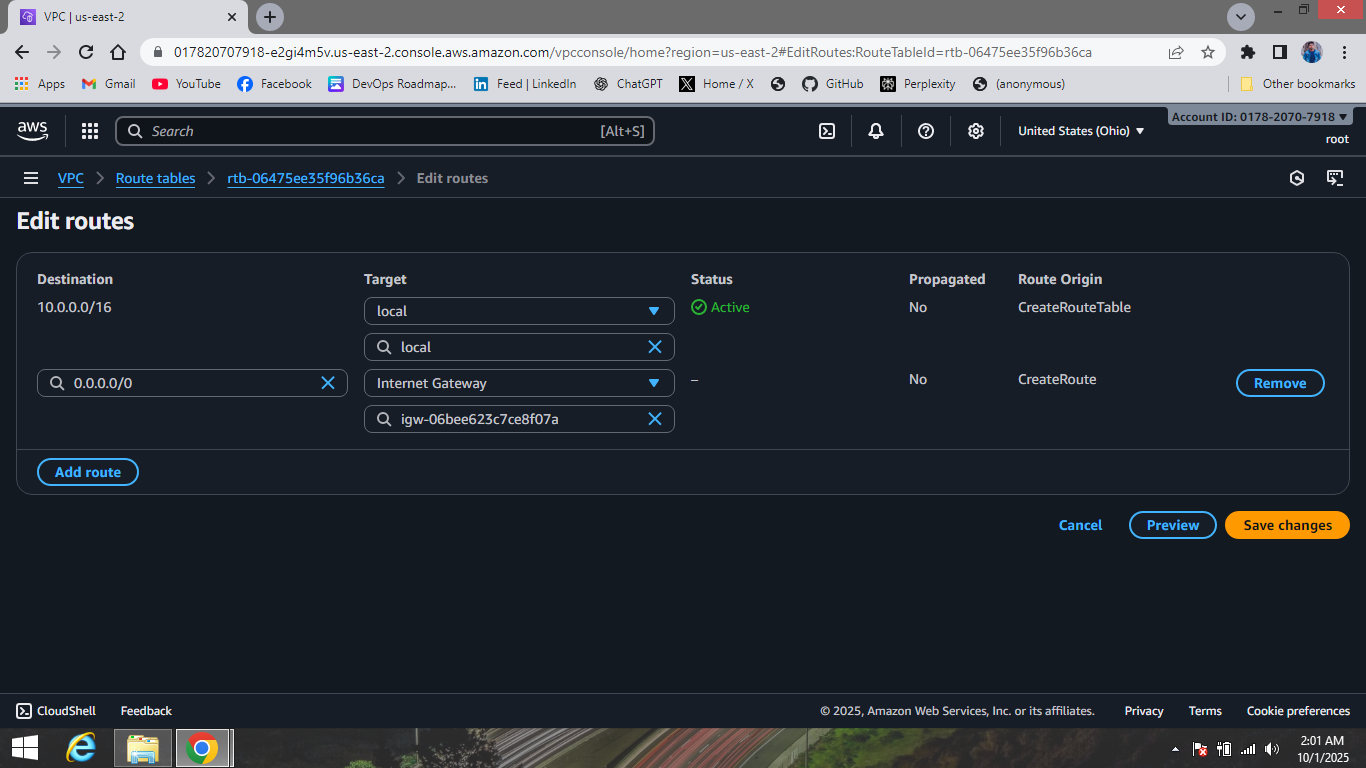 VPC | us-east-2
017820707918-e2gi4m5v.us-east-2.console.aws.amazon.com/vpcconsole/home?region=us-east-2#EditRoutes:RouteTableId=rtb-06475ee35f96b36ca
Apps Gmail YouTube Facebook DevOps Roadmap... Feed | LinkedIn ChatGPT Home / X GitHub Perplexity (anonymous) Other bookmarks
aws Search [Alt+S] United States (Ohio) Account ID: 0178-2070-7918
root
VPC Route tables rtb-06475ee35f96b36ca Edit routes
Edit routes
Destination Target Status Propagated Route Origin
10.0.0.0/16 local Active No CreateRouteTable
local
0.0.0.0/0 Internet Gateway – No CreateRoute Remove
igw-06bee623c7ce8f07a
Add route
Cancel Preview Save changes
CloudShell Feedback © 2025, Amazon Web Services, Inc. or its affiliates. Privacy Terms Cookie preferences
2:01 AM
10/1/2025